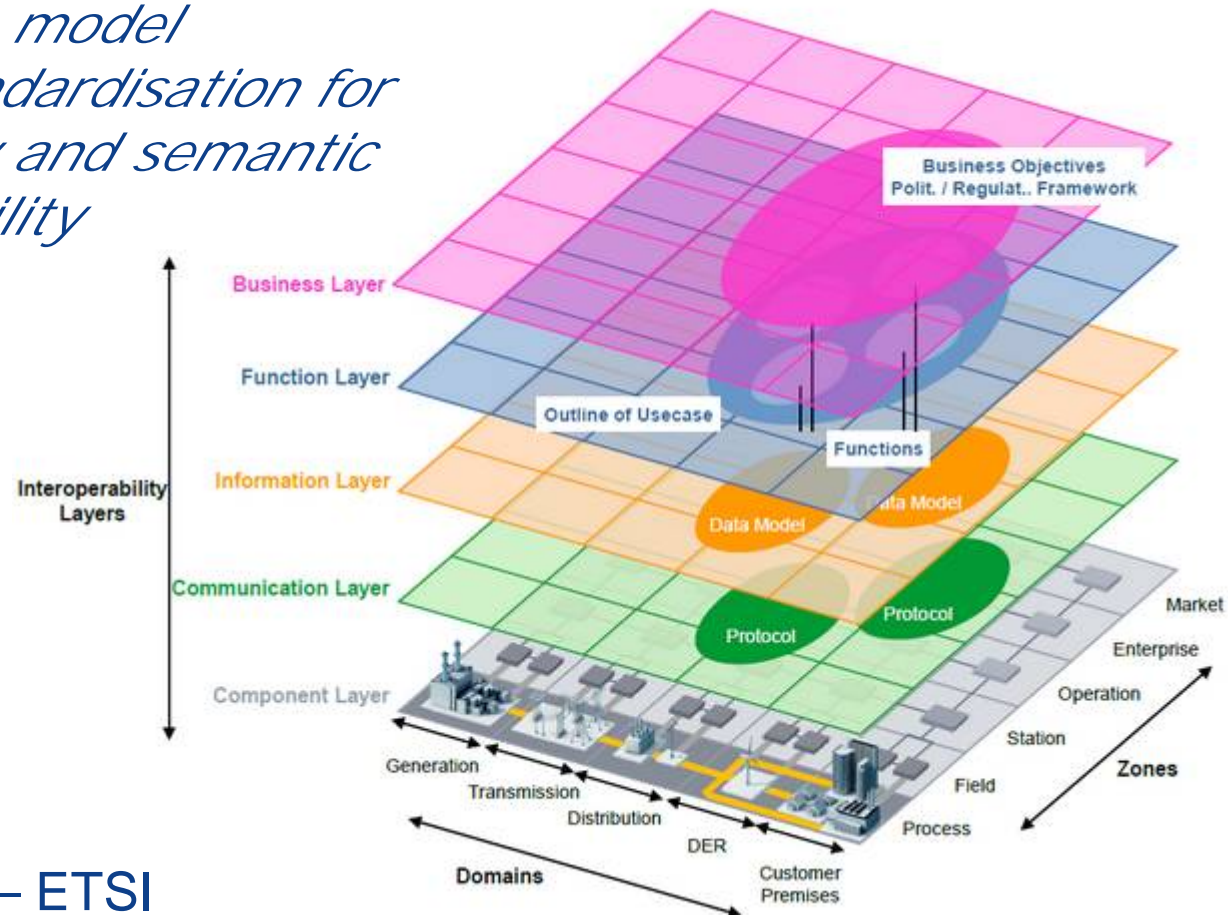 model
ndardisation for
y and semantic
ility
Business Objectives
Polit. / Regulat.. Framework
Business Layer
Function Layer
Outline of Usecase
Functions
Information Layer
Data Model
Data Model
Interoperability
Layers
Communication Layer
Protocol
Protocol
Component Layer
Market
Enterprise
Operation
Station
Field
Process
Zones
Generation
Transmission
Distribution
DER
Customer
Premises
Domains
– ETSI